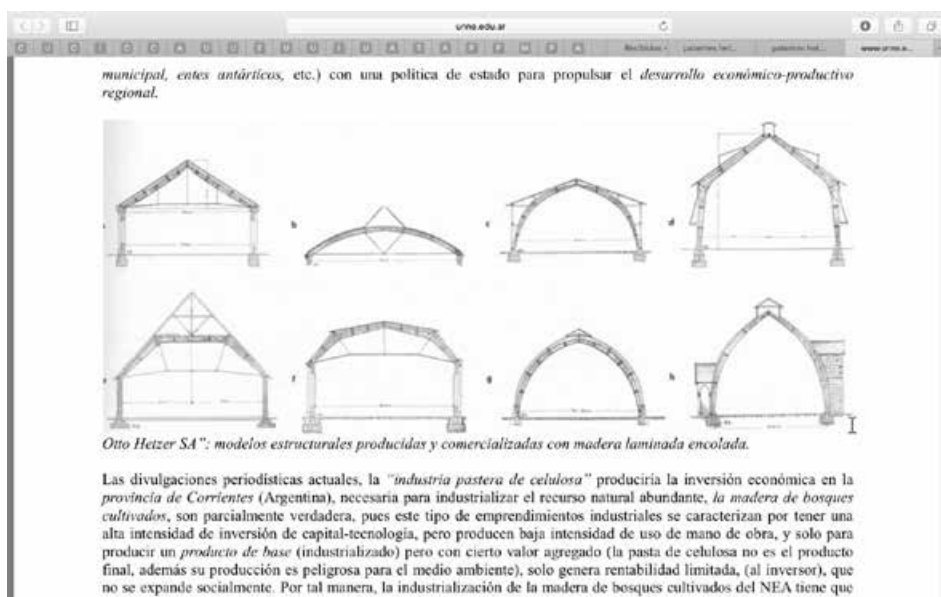 unne.edu.ar
municipal, entes antárticos, etc.) con una política de estado para propulsar el desarrollo económico-productivo
regional.
b
c
d
e
f
g
h
Otto Hetzer SA": modelos estructurales producidas y comercializadas con madera laminada encolada.
Las divulgaciones periodísticas actuales, la "industria pastera de celulosa" produciría la inversión económica en la
provincia de Corrientes (Argentina), necesaria para industrializar el recurso natural abundante, la madera de bosques
cultivados, son parcialmente verdadera, pues este tipo de emprendimientos industriales se caracterizan por tener una
alta intensidad de inversión de capital-tecnología, pero producen baja intensidad de uso de mano de obra, y solo para
producir un producto de base (industrializado) pero con cierto valor agregado (la pasta de celulosa no es el producto
final, además su producción es peligrosa para el medio ambiente), solo genera rentabilidad limitada, (al inversor), que
no se expande socialmente. Por tal manera, la industrialización de la madera de bosques cultivados del NEA tiene que